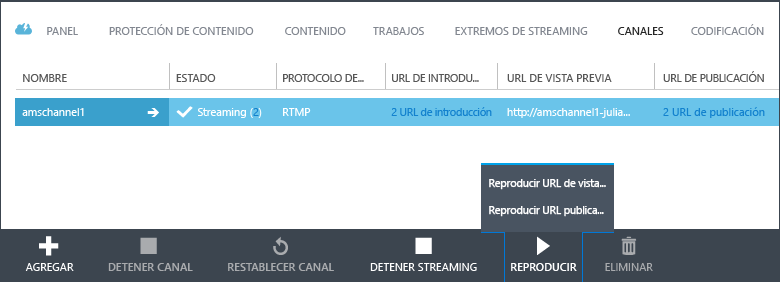 PANEL PROTECCIÓN DE CONTENIDO CONTENIDO TRABAJOS EXTREMOS DE STREAMING CANALES CODIFICACIÓN
NOMBRE ESTADO PROTOCOLO DE... URL DE INTRODU... URL DE VISTA PREVIA URL DE PUBLICACIÓN
amschannel1 Streaming (2) RTMP 2 URL de introducción http://amschannel1-julia... 2 URL de publicación
Reproducir URL de vista...
Reproducir URL publica...
AGREGAR DETENER CANAL RESTABLECER CANAL DETENER STREAMING REPRODUCIR ELIMINAR